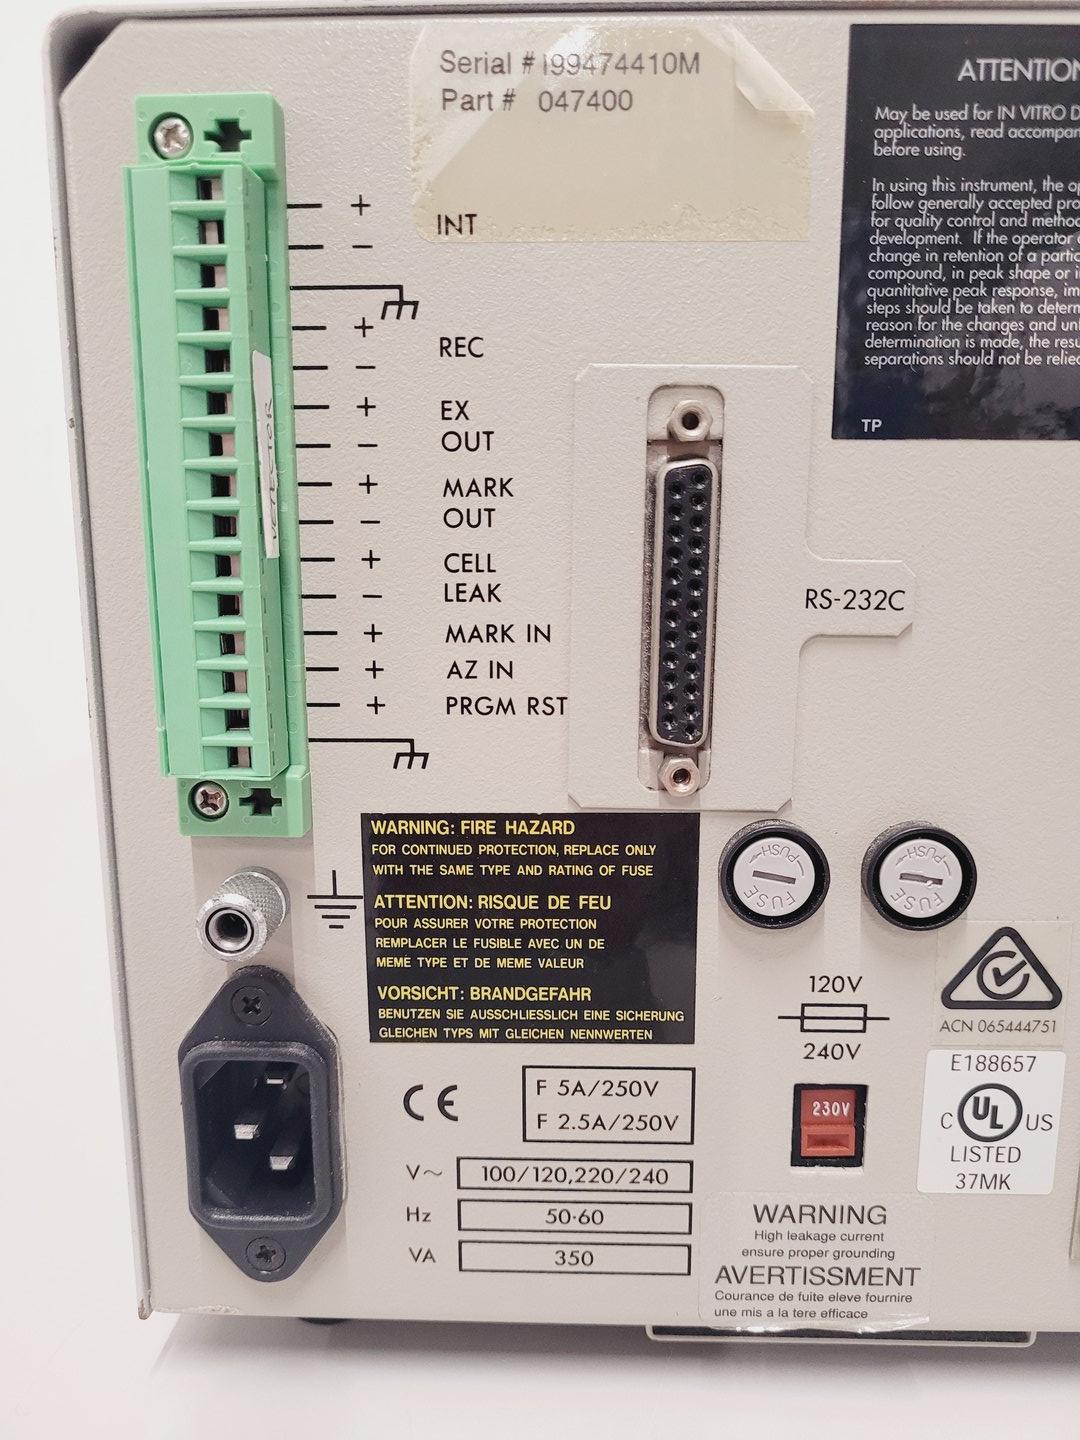 Serial # I99474410M
Part # 047400
INT
REC
EX
OUT
MARK
OUT
CELL
LEAK
MARK IN
AZ IN
PRGM RST
RS-232C
ATTENTION
May be used for IN VITRO D
applications, read accompan
before using.
In using this instrument, the op
follow generally accepted pro
for quality control and method
development. If the operator
change in retention of a partic
compound, in peak shape or i
quantitative peak response, im
steps should be taken to determ
reason for the changes and unt
determination is made, the resu
separations should not be relie
TP
WARNING: FIRE HAZARD
FOR CONTINUED PROTECTION, REPLACE ONLY
WITH THE SAME TYPE AND RATING OF FUSE
ATTENTION: RISQUE DE FEU
POUR ASSURER VOTRE PROTECTION
REMPLACER LE FUSIBLE AVEC UN DE
MEME TYPE ET DE MEME VALEUR
VORSICHT: BRANDGEFAHR
BENUTZEN SIE AUSSCHLIESSLICH EINE SICHERUNG
GLEICHEN TYPS MIT GLEICHEN NENNWERTEN
PUSH
FUSE
PUSH
FUSE
120V
240V
230V
ACN 065444751
E188657
C UL US
LISTED
37MK
CE
F 5A/250V
F 2.5A/250V
V~ 100/120,220/240
Hz 50-60
VA 350
WARNING
High leakage current
ensure proper grounding
AVERTISSMENT
Courance de fuite eleve fournire
une mis a la tere efficace